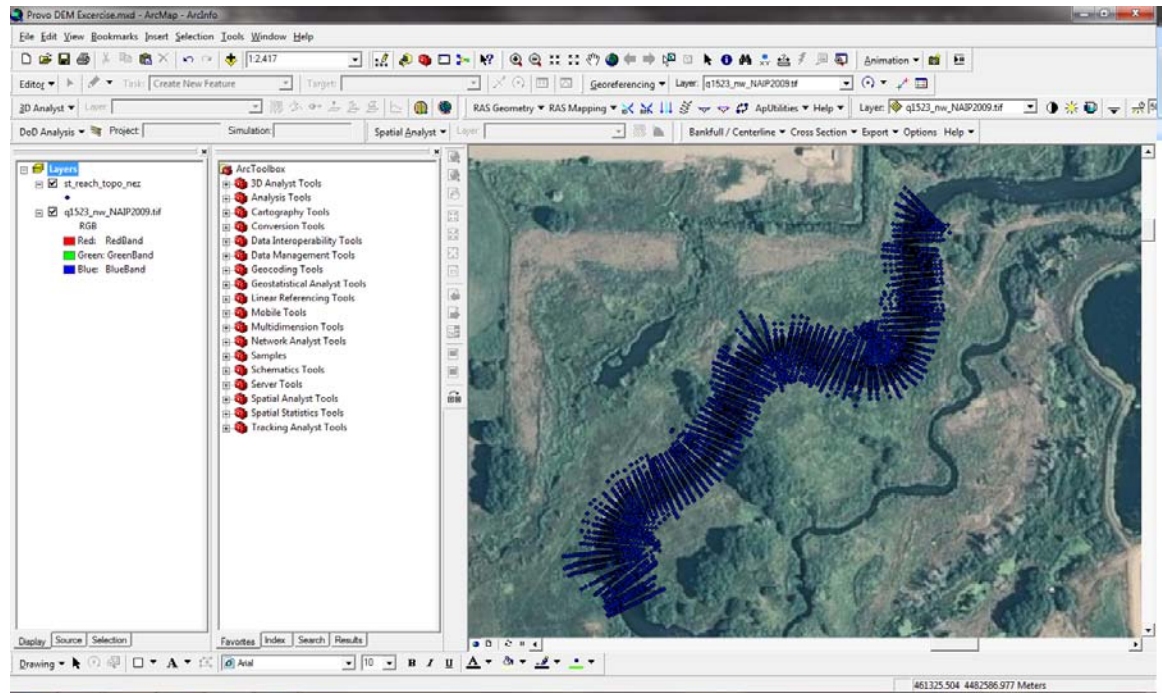 Provo DEM Excercise.mxd - ArcMap - ArcInfo
File Edit View Bookmarks Insert Selection Tools Window Help
1:2,417 Animation
Editor Task: Create New Feature Target: Georeferencing Layer: q1523_nw_NAIP2009.tif
3D Analyst Layer: RAS Geometry RAS Mapping ApUtilities Help Layer: q1523_nw_NAIP2009.tif
DoD Analysis Project: Simulation: Spatial Analyst Layer: Bankfull / Centerline Cross Section Export Options Help
Layers
st_reach_topo_nez
q1523_nw_NAIP2009.tif
RGB
Red: RedBand
Green: GreenBand
Blue: BlueBand
Display Source Selection
ArcToolbox
3D Analyst Tools
Analysis Tools
Cartography Tools
Conversion Tools
Data Interoperability Tools
Data Management Tools
Geocoding Tools
Geostatistical Analyst Tools
Linear Referencing Tools
Mobile Tools
Multidimension Tools
Network Analyst Tools
Samples
Schematics Tools
Server Tools
Spatial Analyst Tools
Spatial Statistics Tools
Tracking Analyst Tools
Favorites Index Search Results
Drawing A Arial 10 B I U A
461325.504 4482586.977 Meters